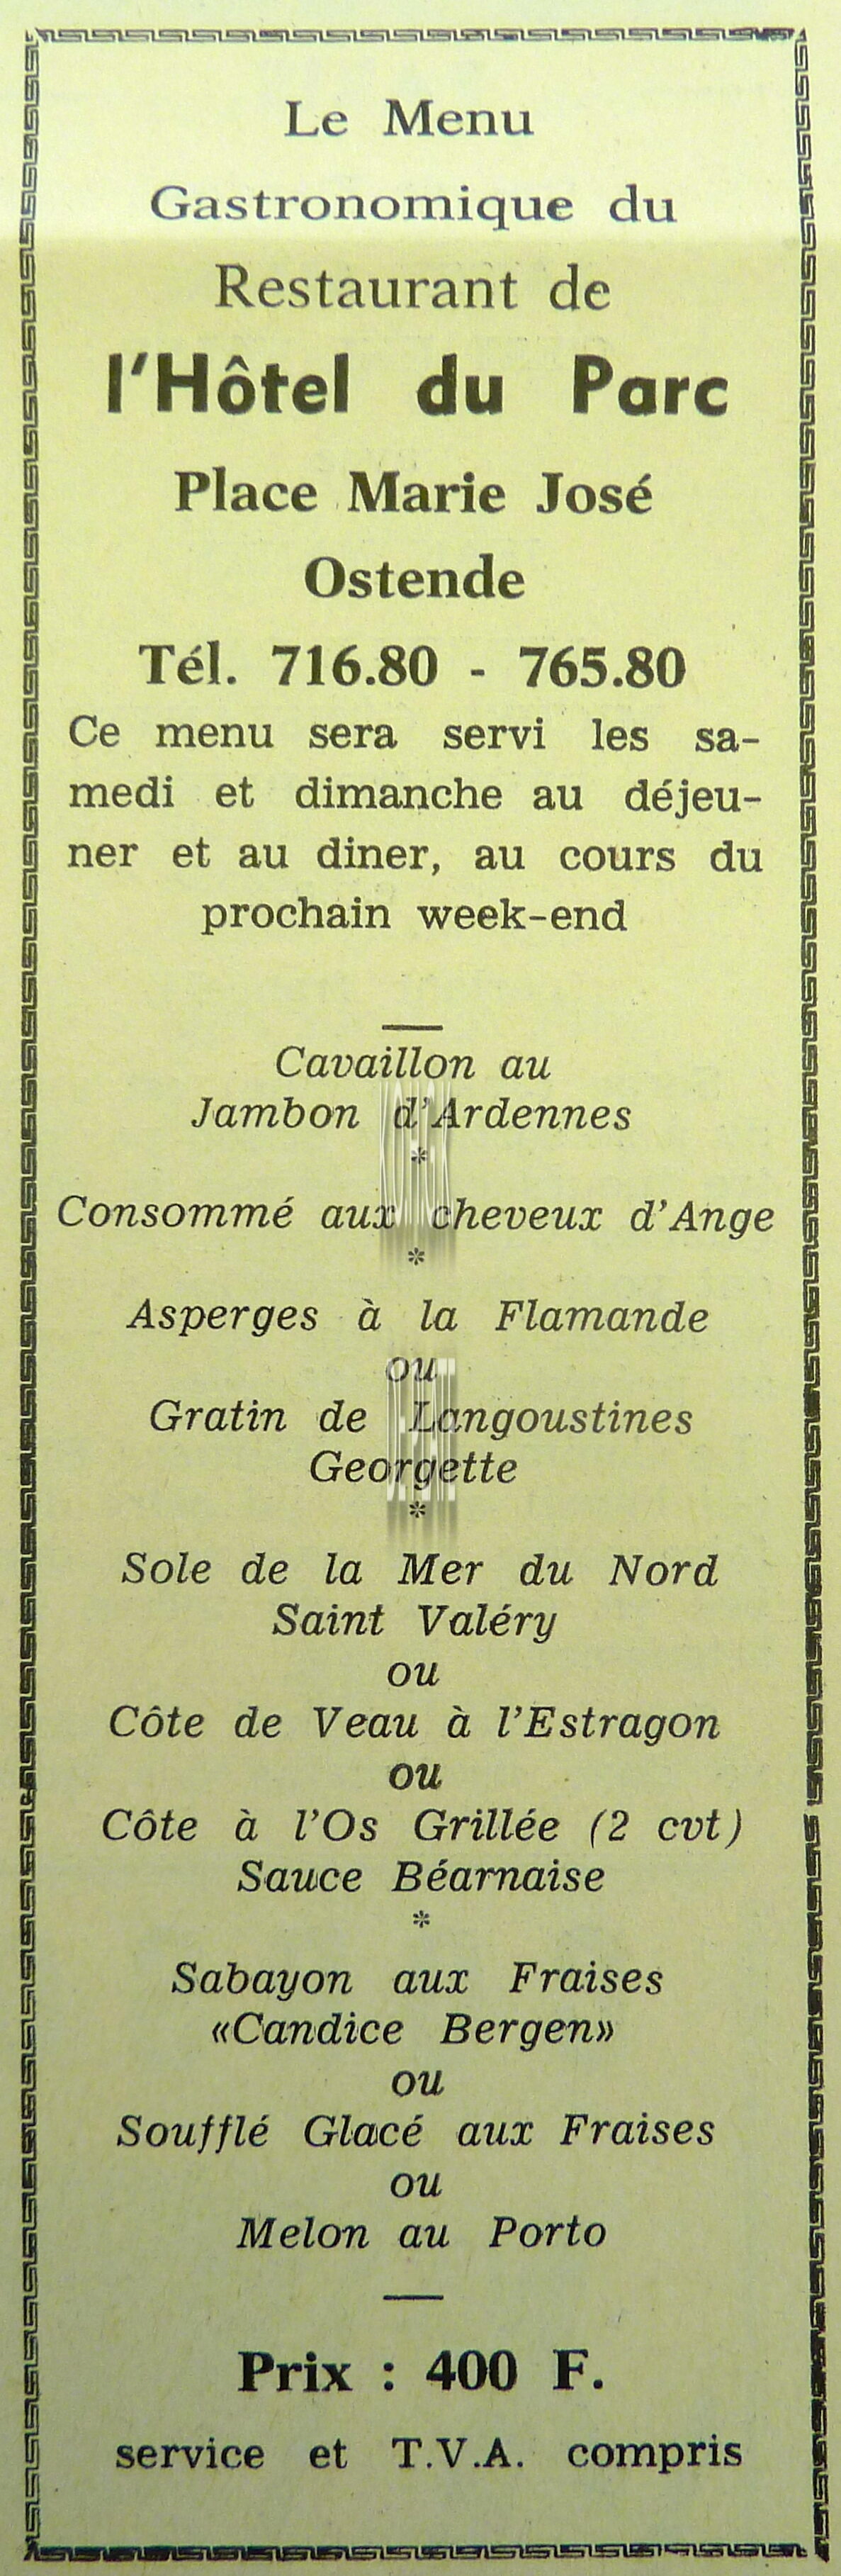 Le Menu
Gastronomique du
Restaurant de
l'Hôtel du Parc
Place Marie José
Ostende
Tél. 716.80 - 765.80
Ce menu sera servi les sa-
medi et dimanche au déjeu-
ner et au diner, au cours du
prochain week-end
Cavaillon au
Jambon d'Ardennes
*
Consommé aux cheveux d'Ange
*
Asperges à la Flamande
ou
Gratin de Langoustines
Georgette
*
Sole de la Mer du Nord
Saint Valéry
ou
Côte de Veau à l'Estragon
ou
Côte à l'Os Grillée (2 cvt)
Sauce Béarnaise
*
Sabayon aux Fraises
«Candice Bergen»
ou
Soufflé Glacé aux Fraises
ou
Melon au Porto
Prix : 400 F.
service et T.V.A. compris